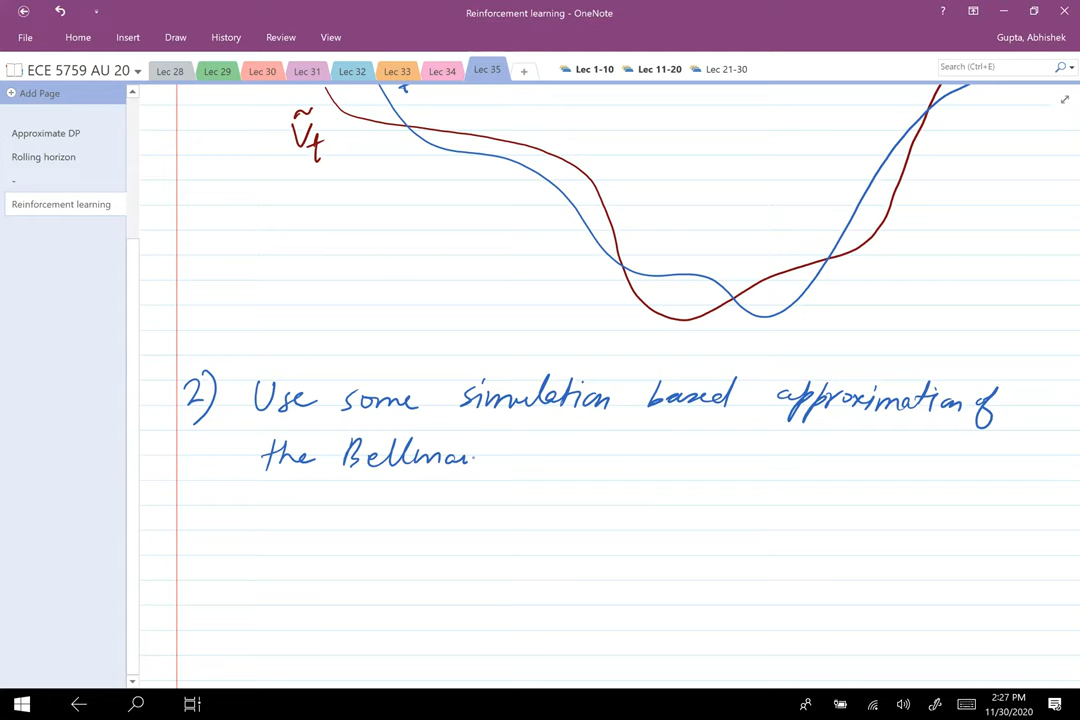 Reinforcement learning - OneNote
?
File Home Insert Draw History Review View Gupta, Abhishek
ECE 5759 AU 20 Lec 28 Lec 29 Lec 30 Lec 31 Lec 32 Lec 33 Lec 34 Lec 35 + Lec 1-10 Lec 11-20 Lec 21-30 Search (Ctrl+E)
Add Page
Approximate DP
Rolling horizon
-
Reinforcement learning
Ṽt
t
2) Use some simulation based approximation of
the Bellman
2:27 PM
11/30/2020